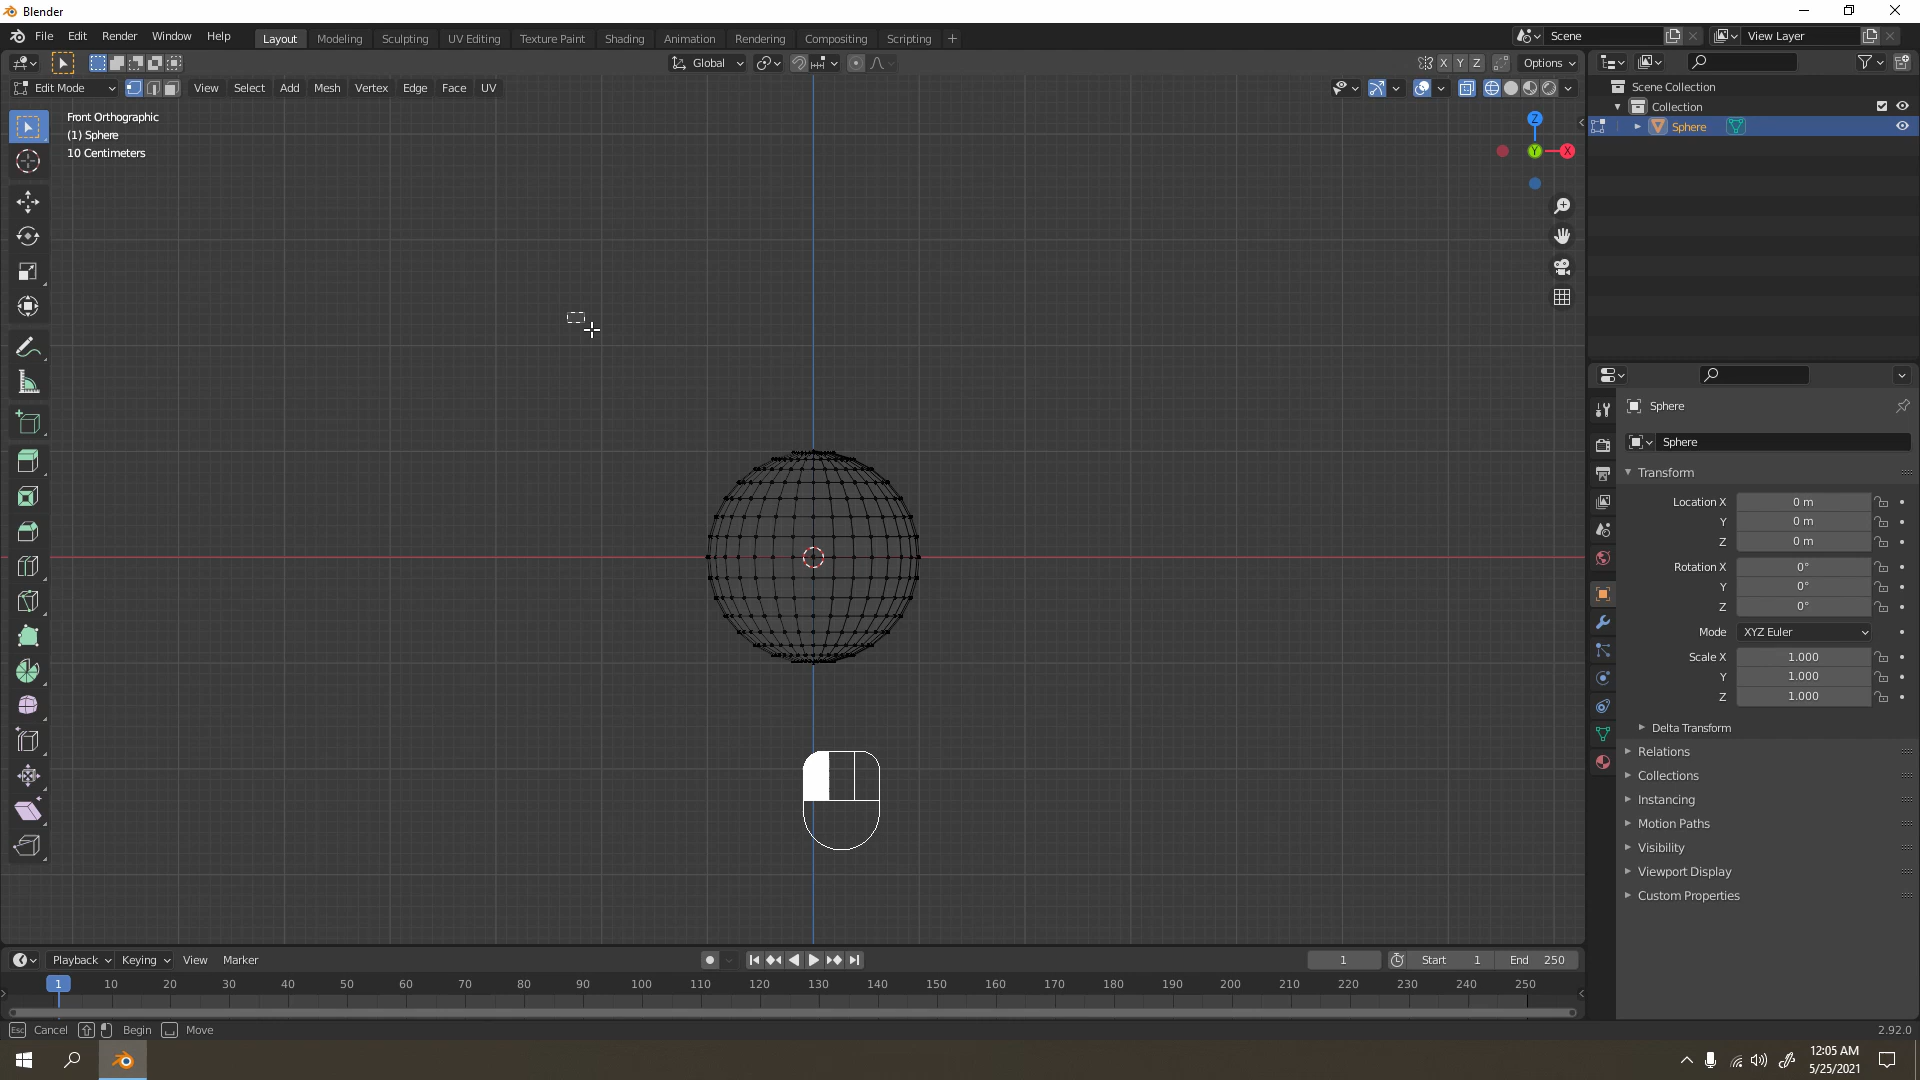 Blender
File Edit Render Window Help Layout Modeling Sculpting UV Editing Texture Paint Shading Animation Rendering Compositing Scripting + Scene View Layer
Global X Y Z Options
Edit Mode View Select Add Mesh Vertex Edge Face UV
Front Orthographic
(1) Sphere
10 Centimeters
Z
Y
X
Scene Collection
Collection
Sphere
Sphere
Sphere
Transform
Location X 0 m
Y 0 m
Z 0 m
Rotation X 0°
Y 0°
Z 0°
Mode XYZ Euler
Scale X 1.000
Y 1.000
Z 1.000
Delta Transform
Relations
Collections
Instancing
Motion Paths
Visibility
Viewport Display
Custom Properties
Playback Keying View Marker 1 Start 1 End 250
1 10 20 30 40 50 60 70 80 90 100 110 120 130 140 150 160 170 180 190 200 210 220 230 240 250
Esc Cancel Begin Move 2.92.0
12:05 AM
5/25/2021